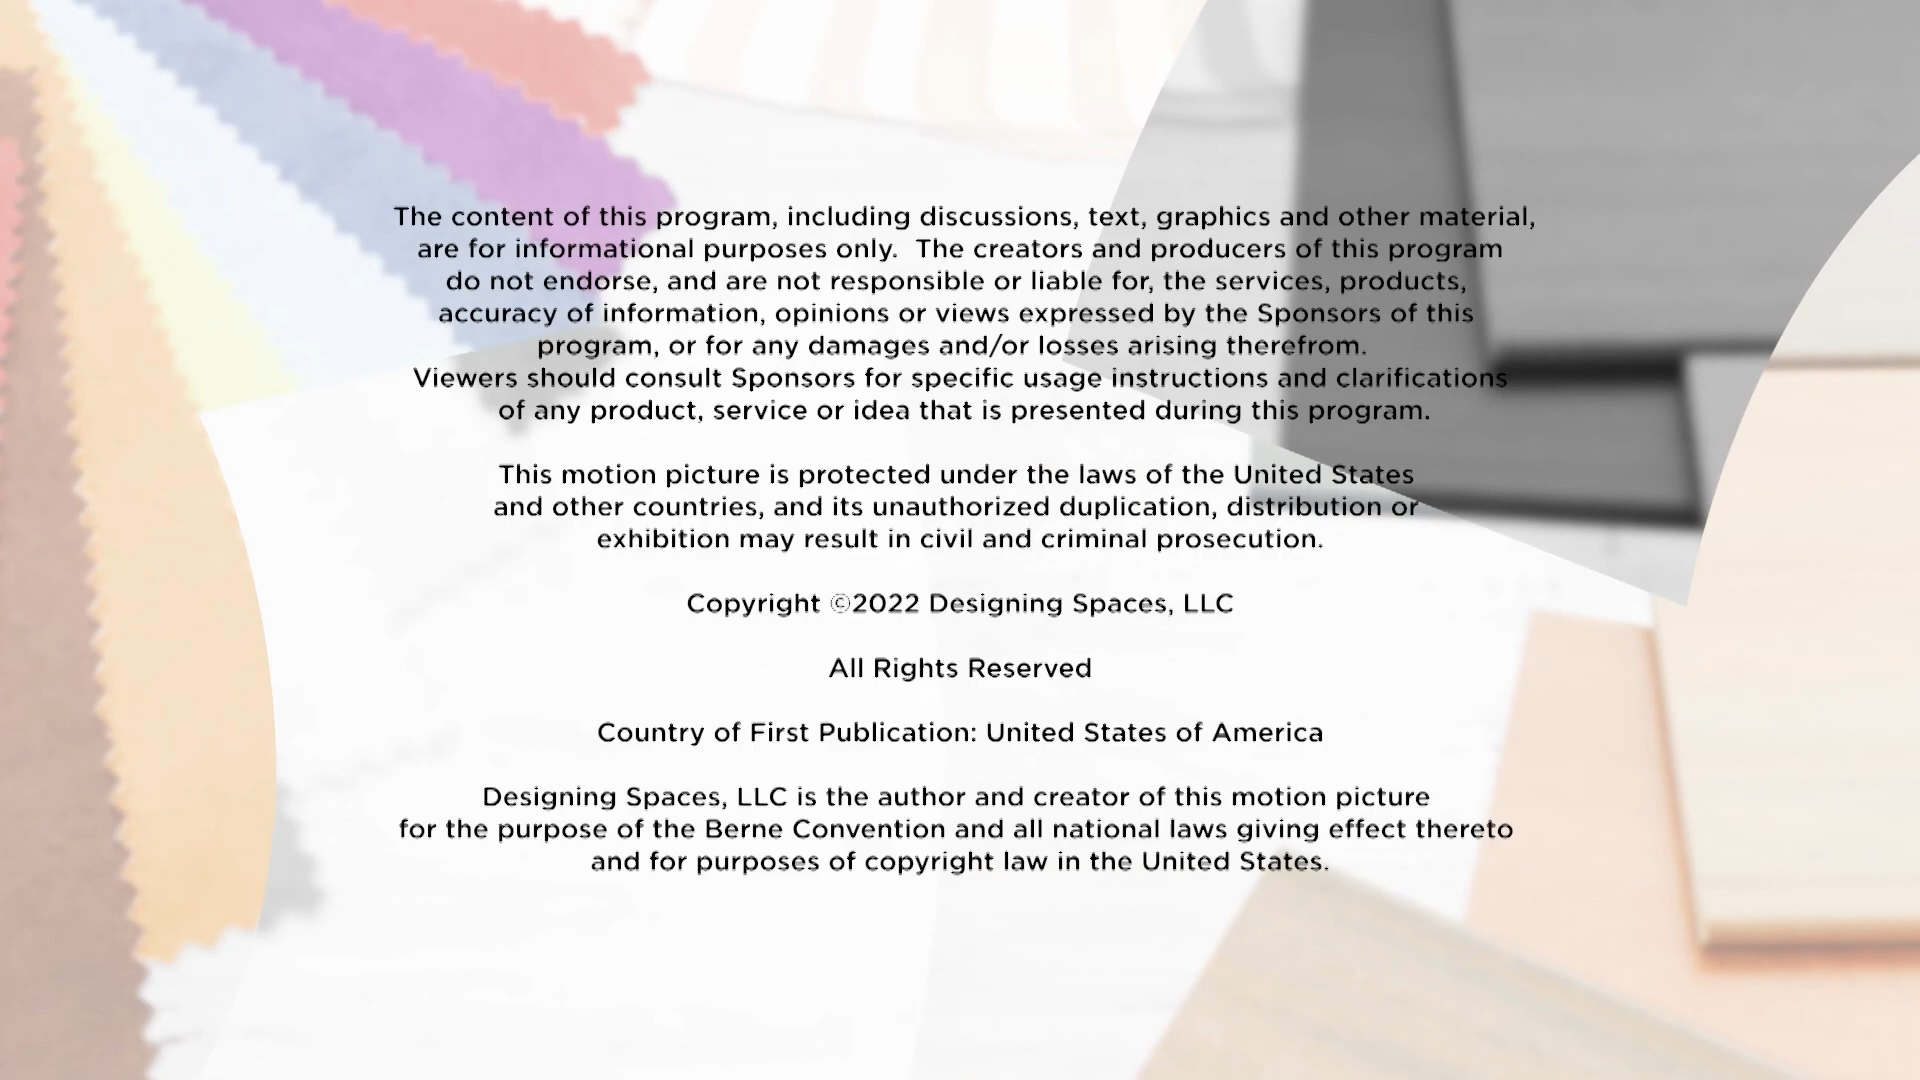 The content of this program, including discussions, text, graphics and other material,
are for informational purposes only.  The creators and producers of this program
do not endorse, and are not responsible or liable for, the services, products,
accuracy of information, opinions or views expressed by the Sponsors of this
program, or for any damages and/or losses arising therefrom.
Viewers should consult Sponsors for specific usage instructions and clarifications
of any product, service or idea that is presented during this program.
This motion picture is protected under the laws of the United States
and other countries, and its unauthorized duplication, distribution or
exhibition may result in civil and criminal prosecution.
Copyright ©2022 Designing Spaces, LLC
All Rights Reserved
Country of First Publication: United States of America
Designing Spaces, LLC is the author and creator of this motion picture
for the purpose of the Berne Convention and all national laws giving effect thereto
and for purposes of copyright law in the United States.